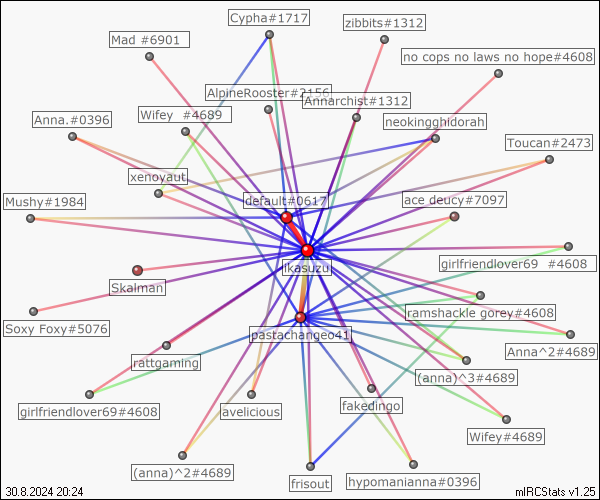 Cypha#1717
zibbits#1312
Mad #6901
no cops no laws no hope#4608
AlpineRooster#2156
Annarchist#1312
Anna.#0396
Wifey #4689
neokingghidorah
Toucan#2473
xenoyaut
Mushy#1984
default#0617
ace_deucy#7097
Ikasuzu
girlfriendlover69 #4608
Skalman
ramshackle gorey#4608
Soxy Foxy#5076
pastachangeo41
Anna^2#4689
rattgaming
(anna)^3#4689
girlfriendlover69#4608
avelicious
fakedingo
Wifey#4689
(anna)^2#4689
frisout
hypomanianna#0396
30.8.2024 20:24
mIRCStats v1.25